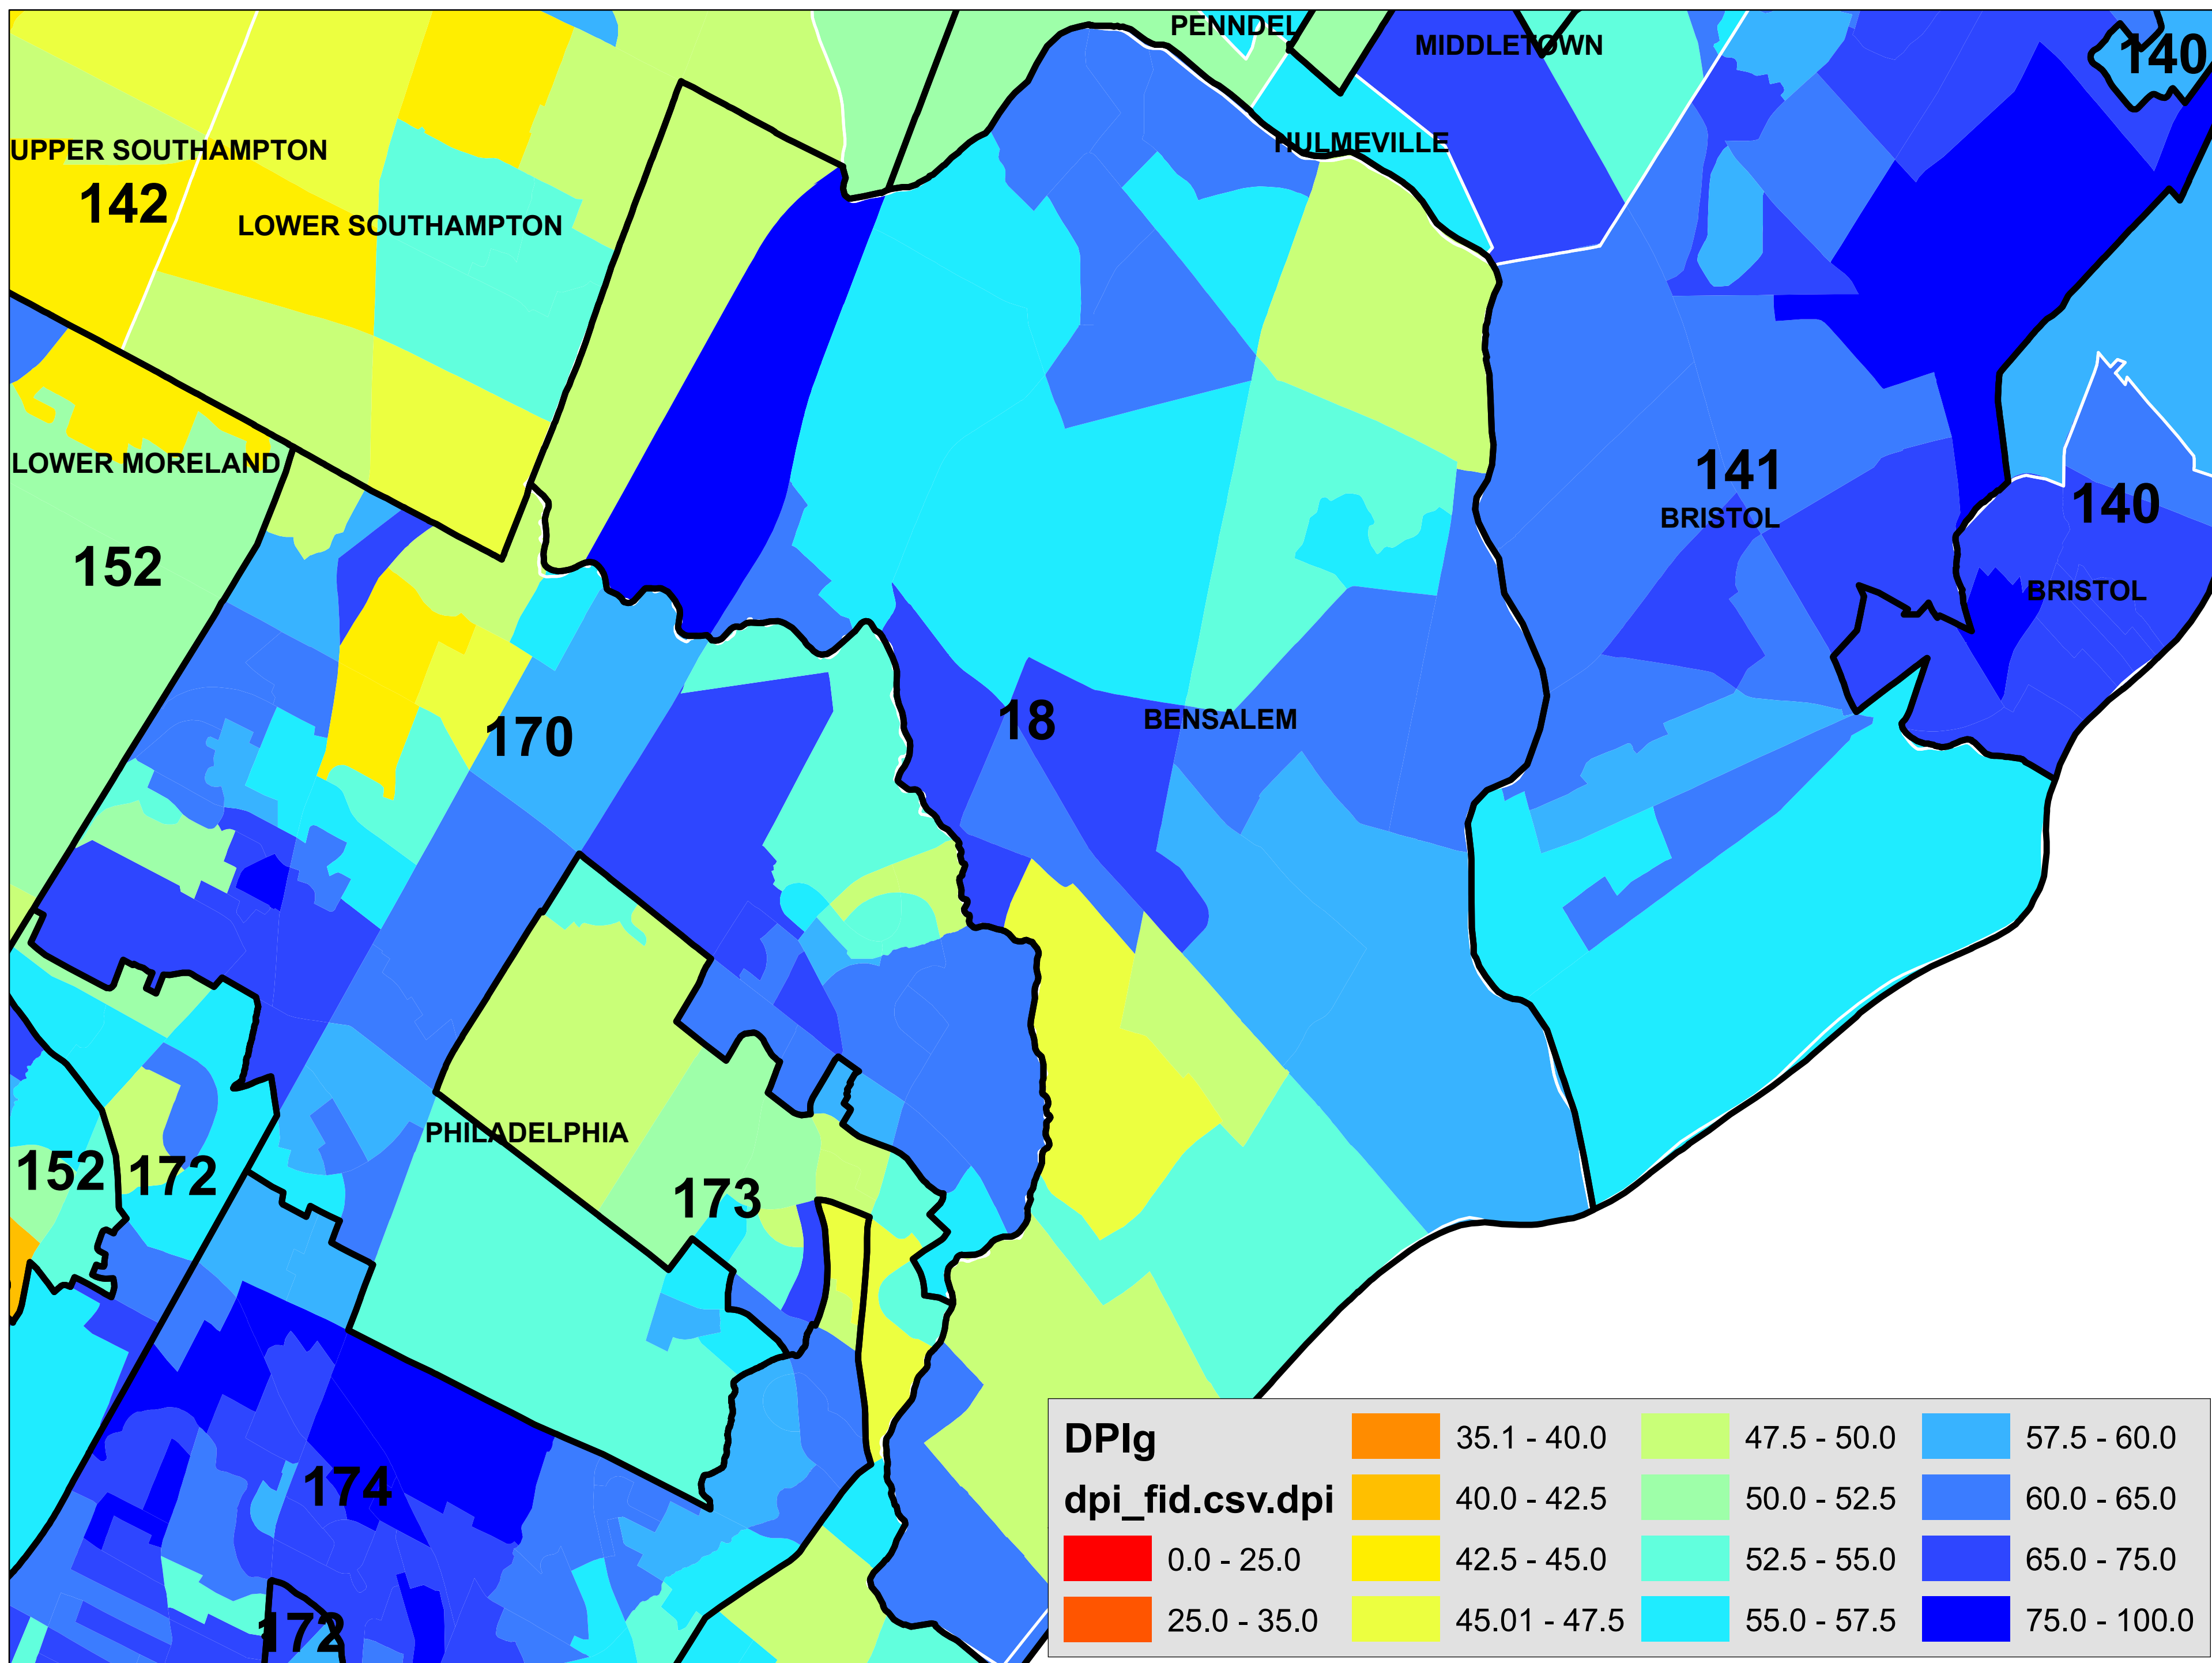 PENNDEL
MIDDLETOWN
140
HULMEVILLE
UPPER SOUTHAMPTON
142
LOWER SOUTHAMPTON
LOWER MORELAND
141
BRISTOL
140
152
BRISTOL
170
18
BENSALEM
PHILADELPHIA
152
172
173
174
172
DPIg
dpi_fid.csv.dpi
0.0 - 25.0
25.0 - 35.0
35.1 - 40.0
40.0 - 42.5
42.5 - 45.0
45.01 - 47.5
47.5 - 50.0
50.0 - 52.5
52.5 - 55.0
55.0 - 57.5
57.5 - 60.0
60.0 - 65.0
65.0 - 75.0
75.0 - 100.0